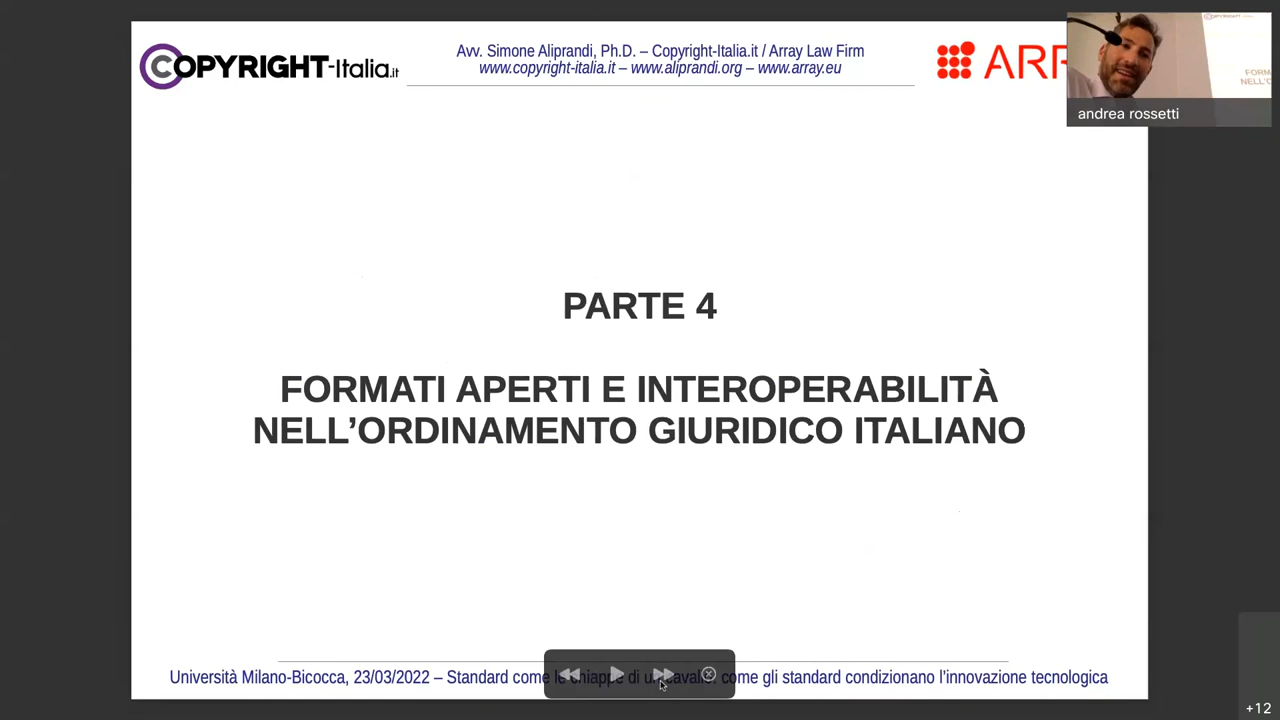 COPYRIGHT-Italia.it
Avv. Simone Aliprandi, Ph.D. – Copyright-Italia.it / Array Law Firm
www.copyright-italia.it – www.aliprandi.org – www.array.eu
ARR
andrea rossetti
PARTE 4
FORMATI APERTI E INTEROPERABILITÀ
NELL'ORDINAMENTO GIURIDICO ITALIANO
Università Milano-Bicocca, 23/03/2022 – Standard come le chiappe di un cavallo: come gli standard condizionano l'innovazione tecnologica
+12